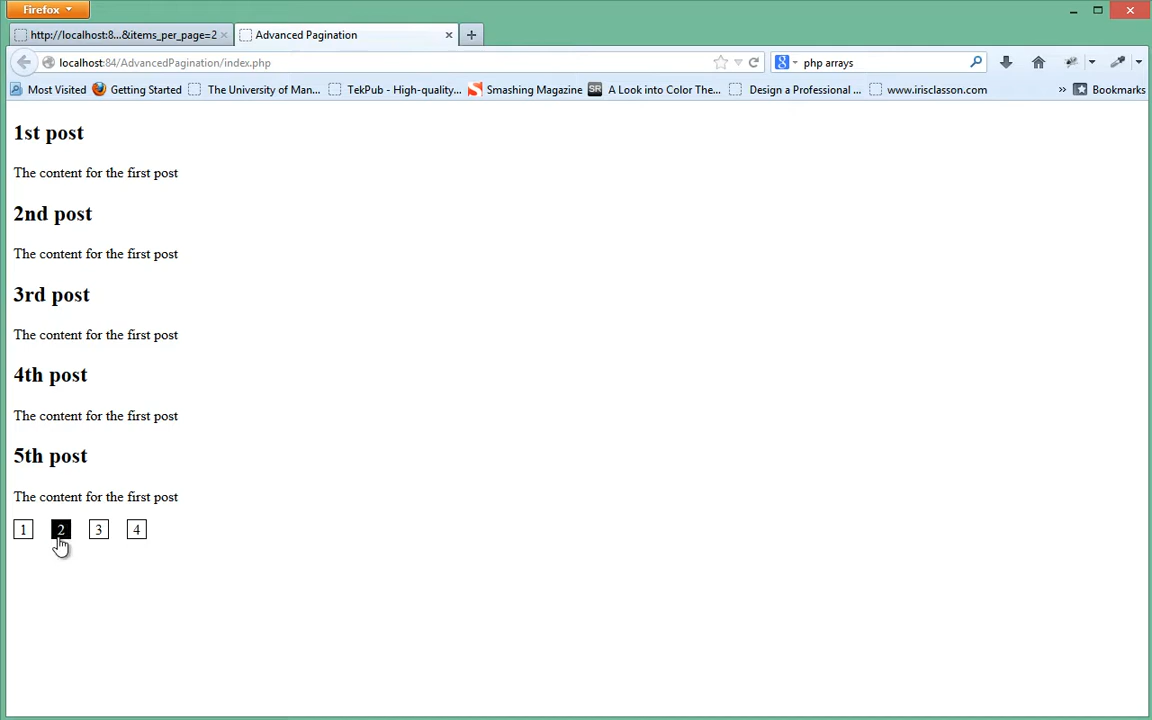 Firefox
http://localhost:8...&items_per_page=2
Advanced Pagination
localhost:84/AdvancedPagination/index.php
php arrays
Most Visited
Getting Started
The University of Man...
TekPub - High-quality...
Smashing Magazine
SR
A Look into Color The...
Design a Professional ...
www.irisclasson.com
»
Bookmarks
1st post
The content for the first post
2nd post
The content for the first post
3rd post
The content for the first post
4th post
The content for the first post
5th post
The content for the first post
1 2 3 4